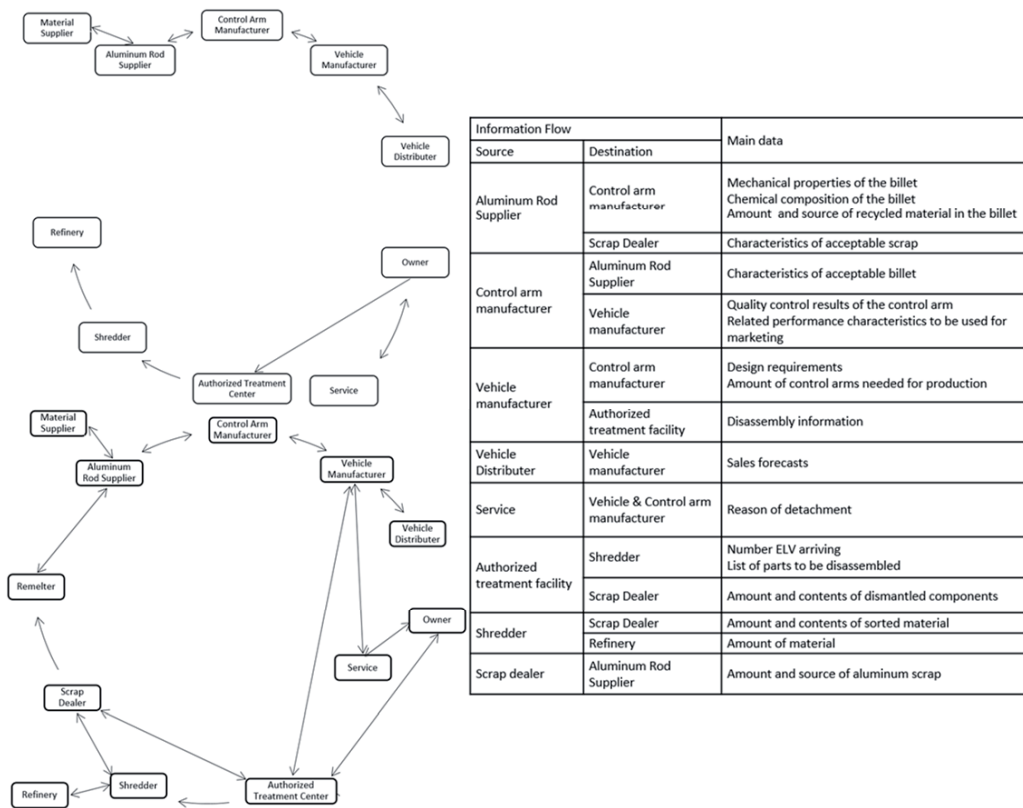 Material
Supplier
Control Arm
Manufacturer
Aluminum Rod
Supplier
Vehicle
Manufacturer
Vehicle
Distributer
Refinery
Owner
Shredder
Authorized Treatment
Center
Service
Material
Supplier
Control Arm
Manufacturer
Aluminum
Rod Supplier
Vehicle
Manufacturer
Vehicle
Distributer
Remelter
Owner
Service
Scrap
Dealer
Shredder
Refinery
Authorized
Treatment Center
Information Flow
Main data
Source
Destination
Aluminum Rod
Supplier
Control arm
manufacturer
Mechanical properties of the billet
Chemical composition of the billet
Amount and source of recycled material in the billet
Scrap Dealer
Characteristics of acceptable scrap
Control arm
manufacturer
Aluminum Rod
Supplier
Characteristics of acceptable billet
Vehicle
manufacturer
Quality control results of the control arm
Related performance characteristics to be used for
marketing
Vehicle
manufacturer
Control arm
manufacturer
Design requirements
Amount of control arms needed for production
Authorized
treatment facility
Disassembly information
Vehicle
Distributer
Vehicle
manufacturer
Sales forecasts
Service
Vehicle & Control arm
manufacturer
Reason of detachment
Authorized
treatment facility
Shredder
Number ELV arriving
List of parts to be disassembled
Scrap Dealer
Amount and contents of dismantled components
Shredder
Scrap Dealer
Amount and contents of sorted material
Refinery
Amount of material
Scrap dealer
Aluminum Rod
Supplier
Amount and source of aluminum scrap